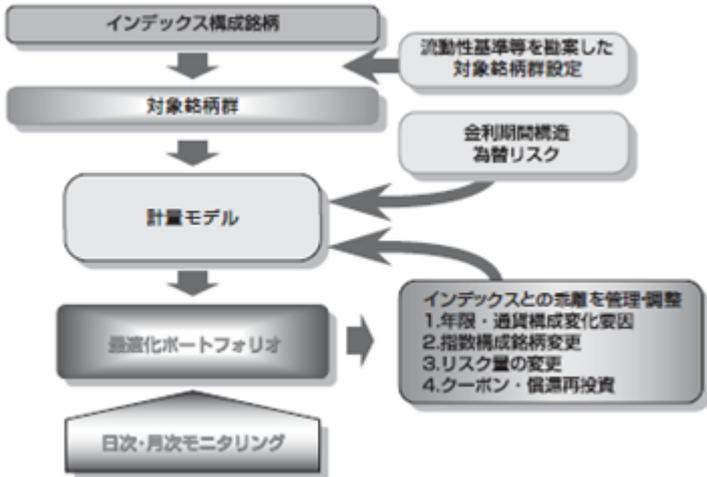 インデックス構成銘柄
流動性基準等を勘案した
対象銘柄群設定
対象銘柄群
金利期間構造
為替リスク
計量モデル
インデックスとの乖離を管理・調整
1.年限・通貨構成変化要因
2.指数構成銘柄変更
3.リスク量の変更
4.クーポン・償還再投資
最適化ポートフォリオ
日次・月次モニタリング